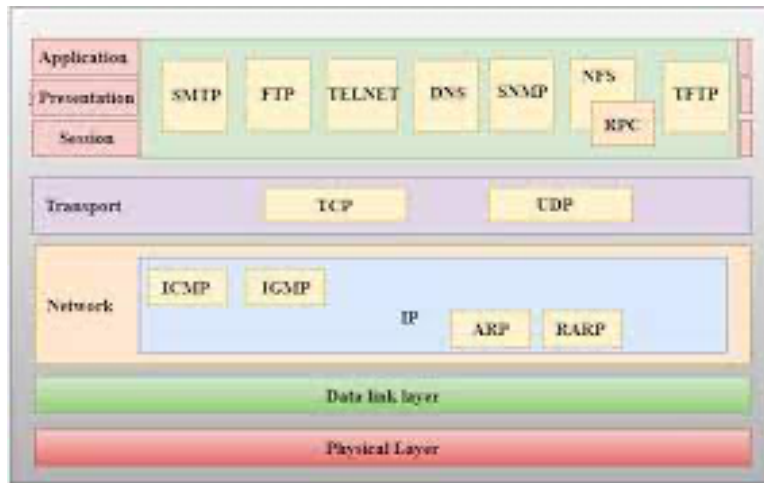 Application
Presentation
Session
SMTP FTP TELNET DNS SNMP NFS TFTP
RPC
Transport TCP UDP
Network ICMP IGMP
IP
ARP RARP
Data link layer
Physical Layer